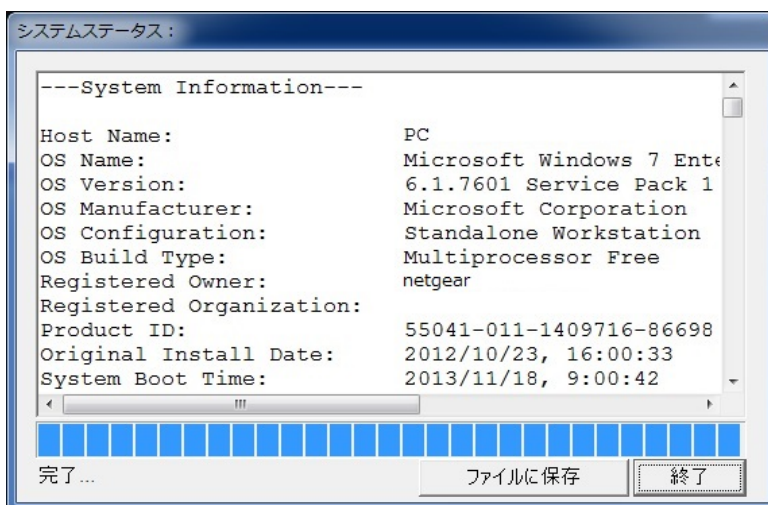 システムステータス：
---System Information---
Host Name: PC
OS Name: Microsoft Windows 7 Ente
OS Version: 6.1.7601 Service Pack 1
OS Manufacturer: Microsoft Corporation
OS Configuration: Standalone Workstation
OS Build Type: Multiprocessor Free
Registered Owner: netgear
Registered Organization:
Product ID: 55041-011-1409716-86698
Original Install Date: 2012/10/23, 16:00:33
System Boot Time: 2013/11/18, 9:00:42
完了...
ファイルに保存 終了